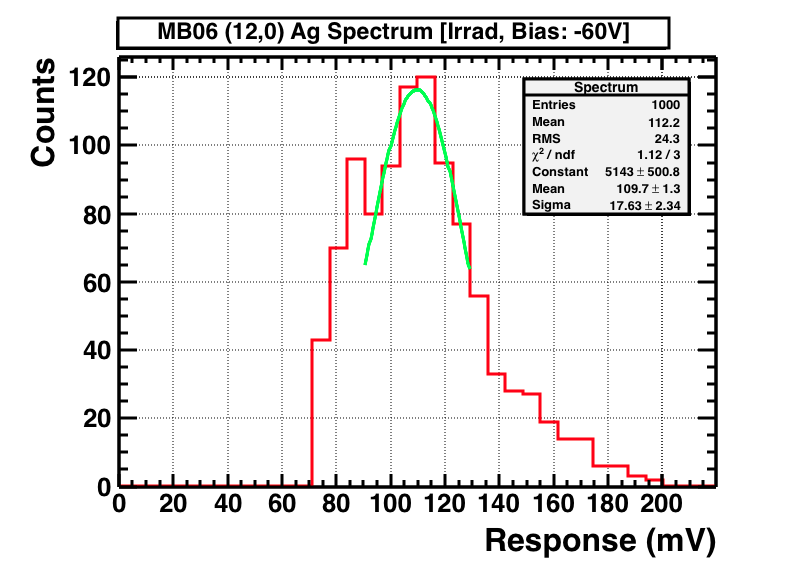 MB06 (12,0) Ag Spectrum [Irrad, Bias: -60V]
Counts
120
100
80
60
40
20
0
Spectrum
Entries 1000
Mean 112.2
RMS 24.3
χ² / ndf 1.12 / 3
Constant 5143 ± 500.8
Mean 109.7 ± 1.3
Sigma 17.63 ± 2.34
0 20 40 60 80 100 120 140 160 180 200
Response (mV)